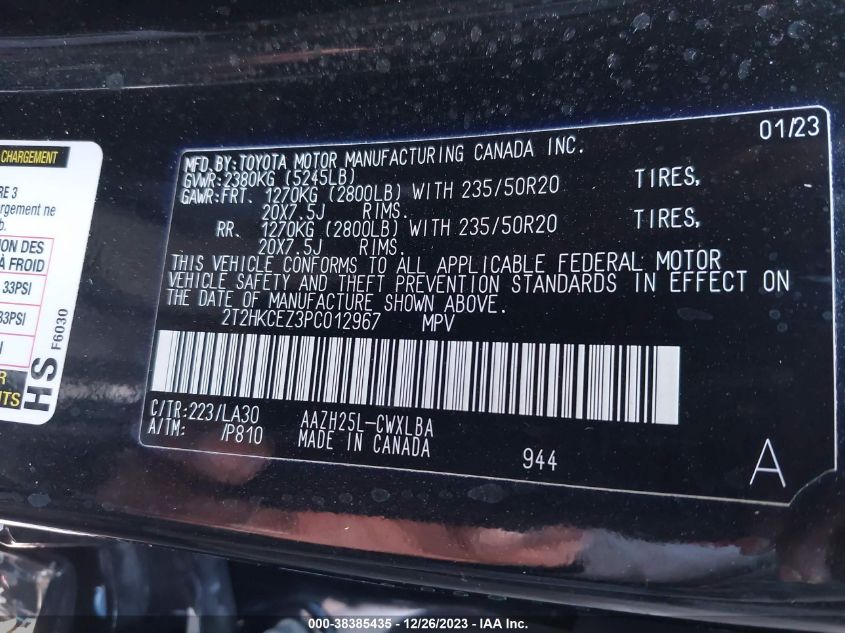 CHARGEMENT
RE 3
argement ne
b.
ION DES
À FROID
33PSI
33PSI
HS
F6030
01/23
MFD.BY:TOYOTA MOTOR MANUFACTURING CANADA INC.
GVWR:2380KG (5245LB)
GAWR:FRT. 1270KG (2800LB) WITH 235/50R20 TIRES,
20X7.5J RIMS.
RR. 1270KG (2800LB) WITH 235/50R20 TIRES,
20X7.5J RIMS.
THIS VEHICLE CONFORMS TO ALL APPLICABLE FEDERAL MOTOR
VEHICLE SAFETY AND THEFT PREVENTION STANDARDS IN EFFECT ON
THE DATE OF MANUFACTURE SHOWN ABOVE.
2T2HKCEZ3PC012967 MPV
C/TR:223/LA30 AAZH25L-CWXLBA
A/TM: /P810 MADE IN CANADA
944
A
000-38385435 - 12/26/2023 - IAA Inc.